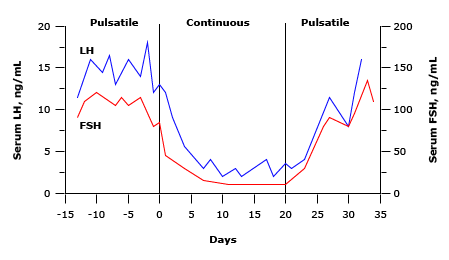 Pulsatile Continuous Pulsatile
20 200
LH
15 150
10 100
FSH
5 50
0 0
-15 -10 -5 0 5 10 15 20 25 30 35
Days
Serum LH, ng/mL
Serum FSH, ng/mL